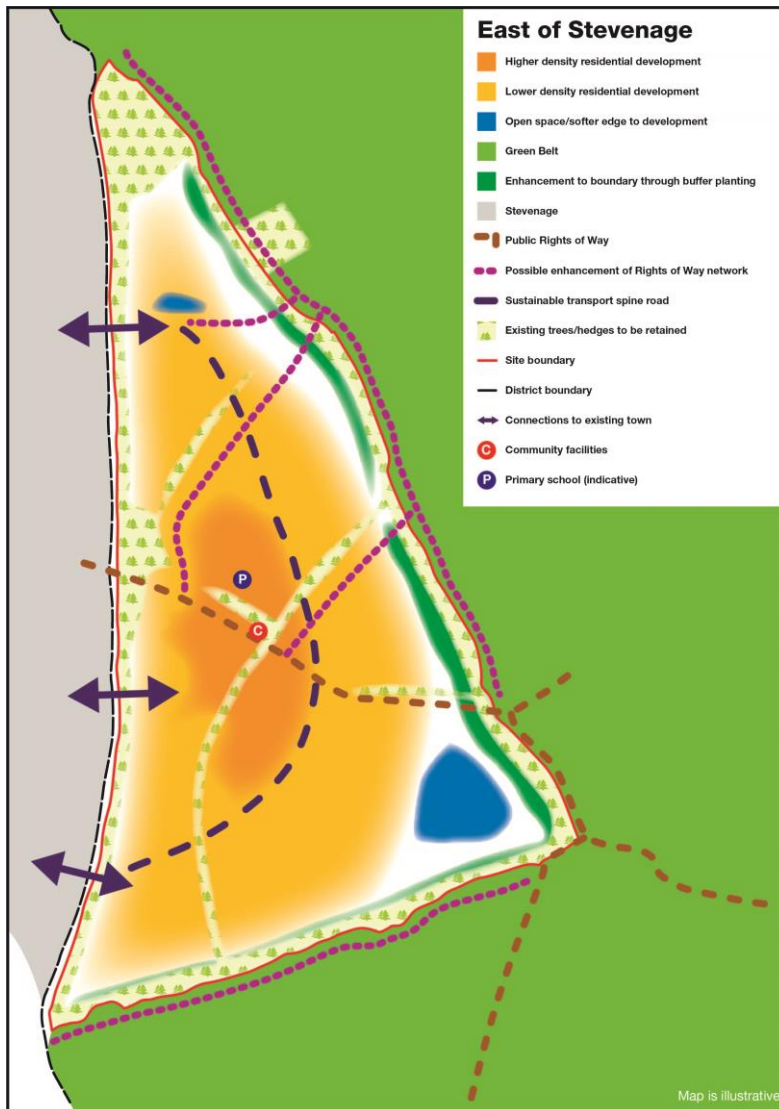 East of Stevenage
Higher density residential development
Lower density residential development
Open space/softer edge to development
Green Belt
Enhancement to boundary through buffer planting
Stevenage
Public Rights of Way
Possible enhancement of Rights of Way network
Sustainable transport spine road
Existing trees/hedges to be retained
Site boundary
District boundary
Connections to existing town
C Community facilities
P Primary school (indicative)
P
C
Map is illustrative